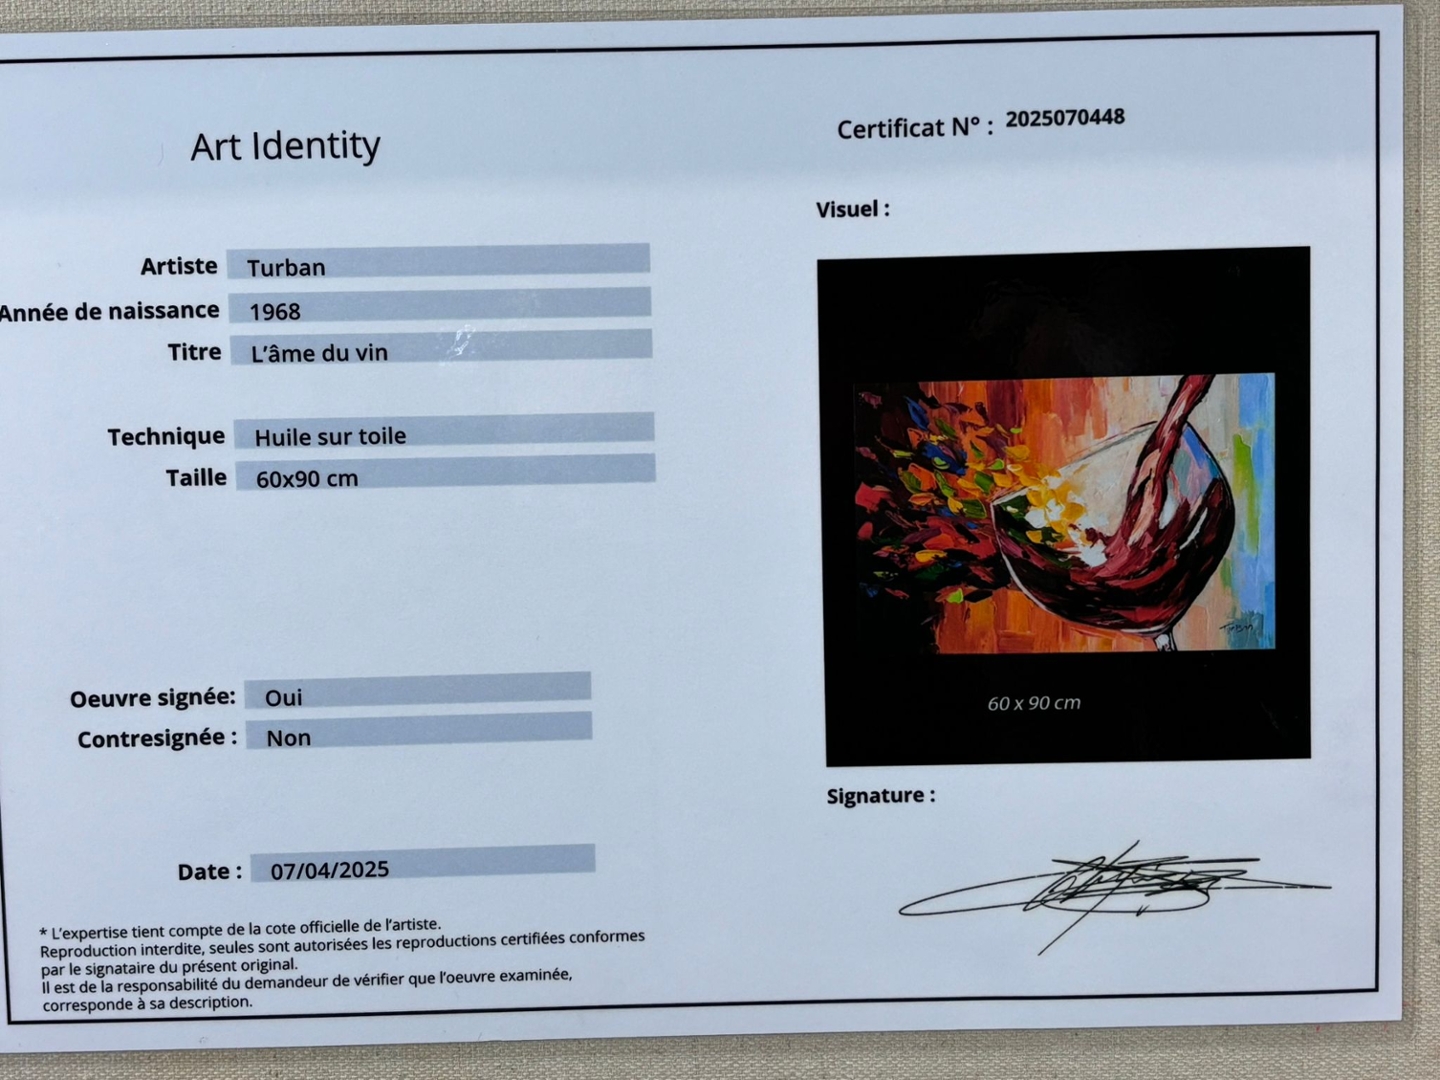 Art Identity
Certificat N° : 2025070448
Visuel :
Artiste Turban
Année de naissance 1968
Titre L'âme du vin
Technique Huile sur toile
Taille 60x90 cm
60 x 90 cm
Oeuvre signée: Oui
Contresignée : Non
Signature :
Date : 07/04/2025
* L'expertise tient compte de la cote officielle de l'artiste.
Reproduction interdite, seules sont autorisées les reproductions certifiées conformes
par le signataire du présent original.
Il est de la responsabilité du demandeur de vérifier que l'oeuvre examinée,
corresponde à sa description.